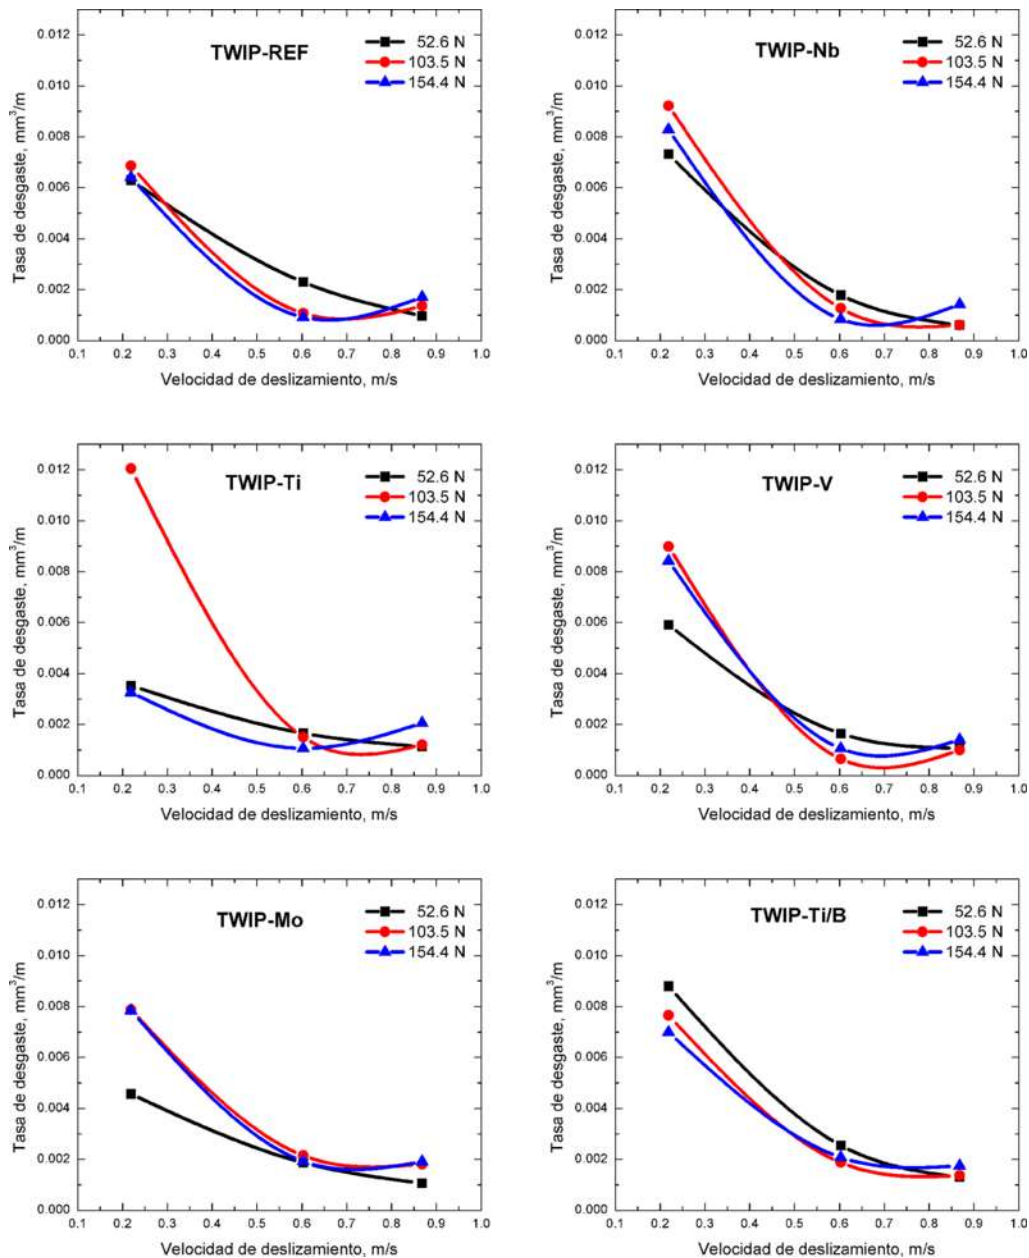 TWIP-REF
52.6 N
103.5 N
154.4 N
Tasa de desgaste, mm³/m
0.012
0.010
0.008
0.006
0.004
0.002
0.000
0.1 0.2 0.3 0.4 0.5 0.6 0.7 0.8 0.9 1.0
Velocidad de deslizamiento, m/s
TWIP-Nb
52.6 N
103.5 N
154.4 N
Tasa de desgaste, mm³/m
0.012
0.010
0.008
0.006
0.004
0.002
0.000
0.1 0.2 0.3 0.4 0.5 0.6 0.7 0.8 0.9 1.0
Velocidad de deslizamiento, m/s
TWIP-Ti
52.6 N
103.5 N
154.4 N
Tasa de desgaste, mm³/m
0.012
0.010
0.008
0.006
0.004
0.002
0.000
0.1 0.2 0.3 0.4 0.5 0.6 0.7 0.8 0.9 1.0
Velocidad de deslizamiento, m/s
TWIP-V
52.6 N
103.5 N
154.4 N
Tasa de desgaste, mm³/m
0.012
0.010
0.008
0.006
0.004
0.002
0.000
0.1 0.2 0.3 0.4 0.5 0.6 0.7 0.8 0.9 1.0
Velocidad de deslizamiento, m/s
TWIP-Mo
52.6 N
103.5 N
154.4 N
Tasa de desgaste, mm³/m
0.012
0.010
0.008
0.006
0.004
0.002
0.000
0.1 0.2 0.3 0.4 0.5 0.6 0.7 0.8 0.9 1.0
Velocidad de deslizamiento, m/s
TWIP-Ti/B
52.6 N
103.5 N
154.4 N
Tasa de desgaste, mm³/m
0.012
0.010
0.008
0.006
0.004
0.002
0.000
0.1 0.2 0.3 0.4 0.5 0.6 0.7 0.8 0.9 1.0
Velocidad de deslizamiento, m/s